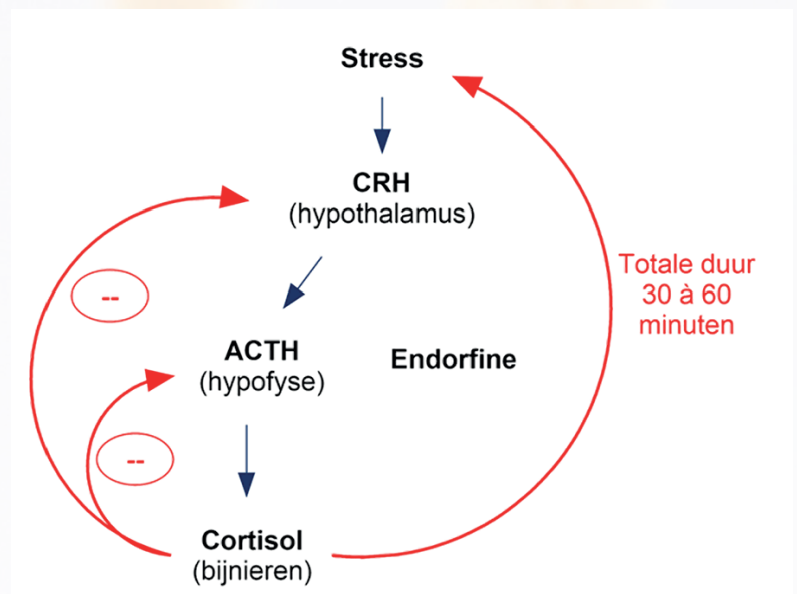 Stress
CRH
(hypothalamus)
Totale duur
30 à 60
minuten
--
ACTH
(hypofyse)
Endorfine
--
Cortisol
(bijnieren)